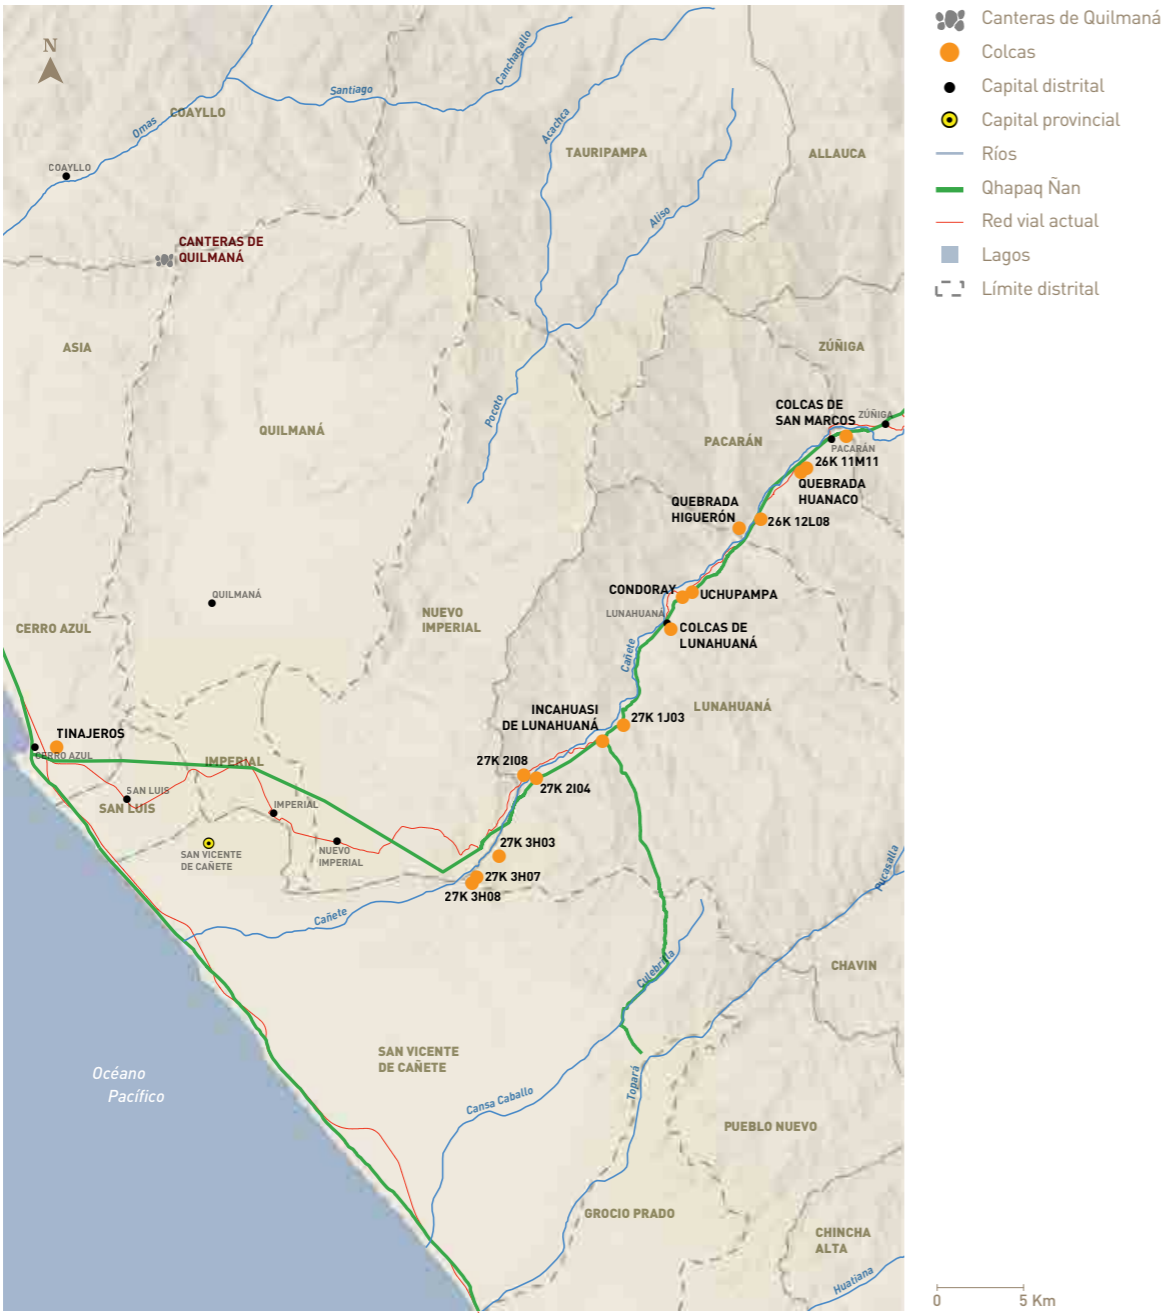 N
Canchagallo
Santiago
Omas
COAYLLO
Acachca
TAURIPAMPA
ALLAUCA
COAYLLO
Aliso
CANTERAS DE
QUILMANÁ
ASIA
ZÚÑIGA
Pocoto
QUILMANÁ
PACARÁN
COLCAS DE
SAN MARCOS
ZÚÑIGA
PACARÁN
26K 11M11
QUEBRADA
HUANACO
QUEBRADA
HIGUERÓN
26K 12L08
QUILMANÁ
CONDORAY
UCHUPAMPA
LUNAHUANÁ
COLCAS DE
LUNAHUANÁ
NUEVO
IMPERIAL
CERRO AZUL
Cañete
LUNAHUANÁ
INCAHUASI
DE LUNAHUANÁ
27K 1J03
TINAJEROS
CERRO AZUL
IMPERIAL
27K 2I08
27K 2I04
SAN LUIS
SAN LUIS
IMPERIAL
NUEVO
IMPERIAL
SAN VICENTE
DE CAÑETE
27K 3H03
27K 3H07
27K 3H08
Cañete
Pucasalla
CHAVIN
Culebrilla
SAN VICENTE
DE CAÑETE
Océano
Pacífico
Cansa Caballo
Topará
PUEBLO NUEVO
GROCIO PRADO
CHINCHA
ALTA
Huatiana
Canteras de Quilmaná
Colcas
Capital distrital
Capital provincial
Ríos
Qhapaq Ñan
Red vial actual
Lagos
Límite distrital
0 5 Km